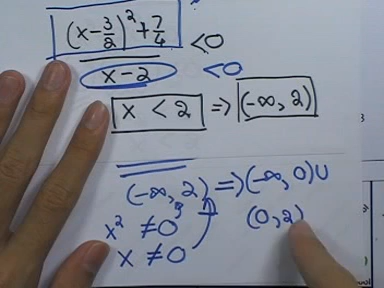 (x-3/2)²+7/4 <0
x-2 <0
x < 2 ⇒ (-∞, 2)
(-∞, 2) ⇒ (-∞, 0)∪
x² ≠0 (0, 2)
x ≠0